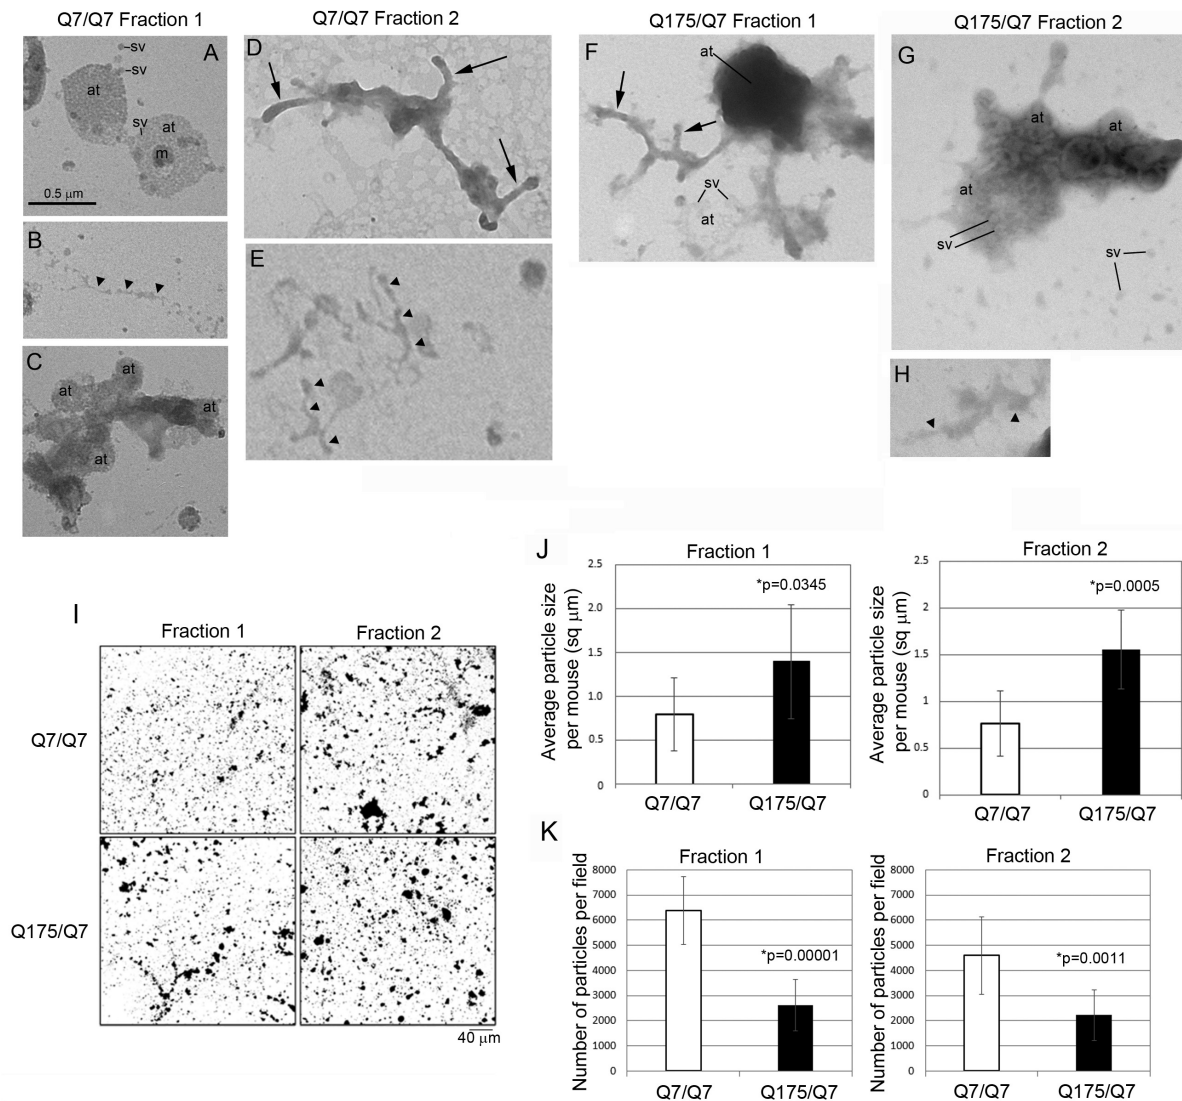 Q7/Q7 Fraction 1
Q7/Q7 Fraction 2
Q175/Q7 Fraction 1
Q175/Q7 Fraction 2
A
sv
sv
at
sv
at
m
0.5 μm
B
C
at
at
at
at
D
E
F
at
sv
at
G
at
at
at
sv
sv
H
I
Fraction 1
Fraction 2
Q7/Q7
Q175/Q7
40 μm
J
Fraction 1
Average particle size
per mouse (sq μm)
2.5
2.0
1.5
1.0
0.5
0
*p=0.0345
Q7/Q7
Q175/Q7
Fraction 2
Average particle size
per mouse (sq μm)
2.5
2
1.5
1
0.5
0
*p=0.0005
Q7/Q7
Q175/Q7
K
Fraction 1
Number of particles per field
8000
7000
6000
5000
4000
3000
2000
1000
0
*p=0.00001
Q7/Q7
Q175/Q7
Fraction 2
Number of particles per field
8000
7000
6000
5000
4000
3000
2000
1000
0
*p=0.0011
Q7/Q7
Q175/Q7